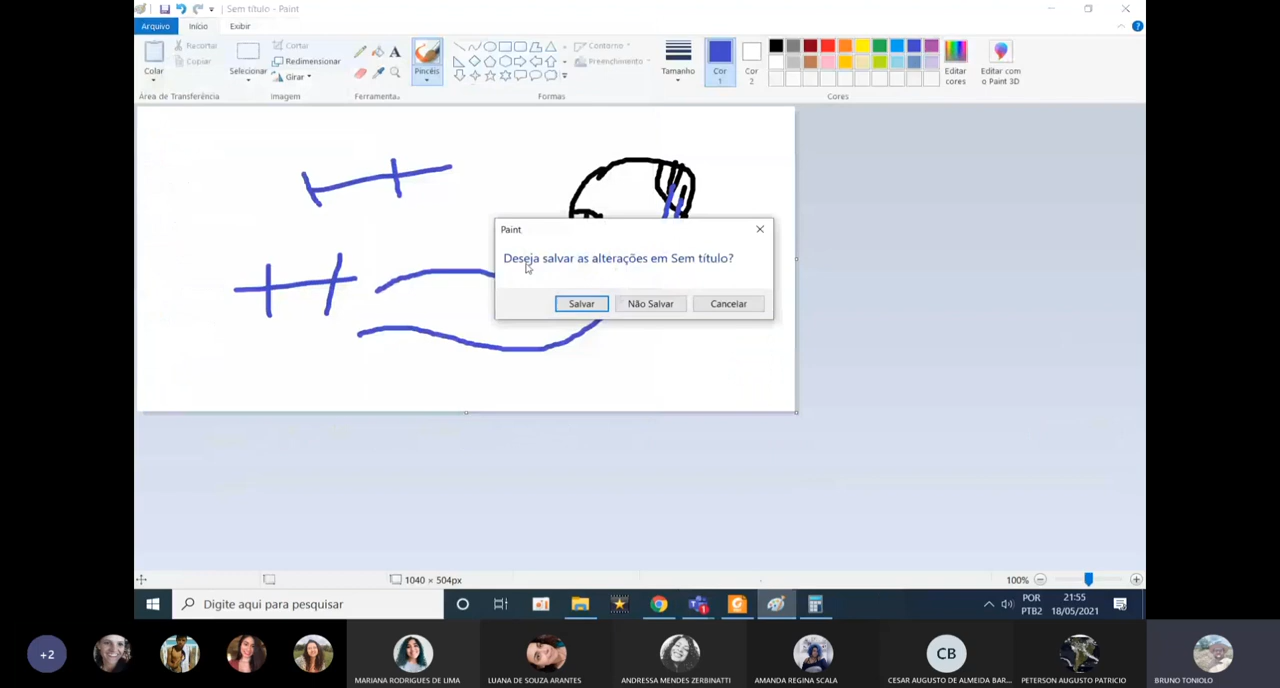 Sem título - Paint
Arquivo Início Exibir
Colar
Recortar
Copiar
Área de Transferência
Selecionar
Cortar
Redimensionar
Girar
Imagem
A
Pincéis
Ferramentas
Contorno
Preenchimento
Formas
Tamanho
Cor
1
Cor
2
Editar
cores
Editar com
o Paint 3D
Cores
Paint
Deseja salvar as alterações em Sem título?
Salvar Não Salvar Cancelar
1040 × 504px
100%
Digite aqui para pesquisar
POR
PTB2
21:55
18/05/2021
+2
CB
MARIANA RODRIGUES DE LIMA
LUANA DE SOUZA ARANTES
ANDRESSA MENDES ZERBINATTI
AMANDA REGINA SCALA
CESAR AUGUSTO DE ALMEIDA BAR...
PETERSON AUGUSTO PATRICIO
BRUNO TONIOLO